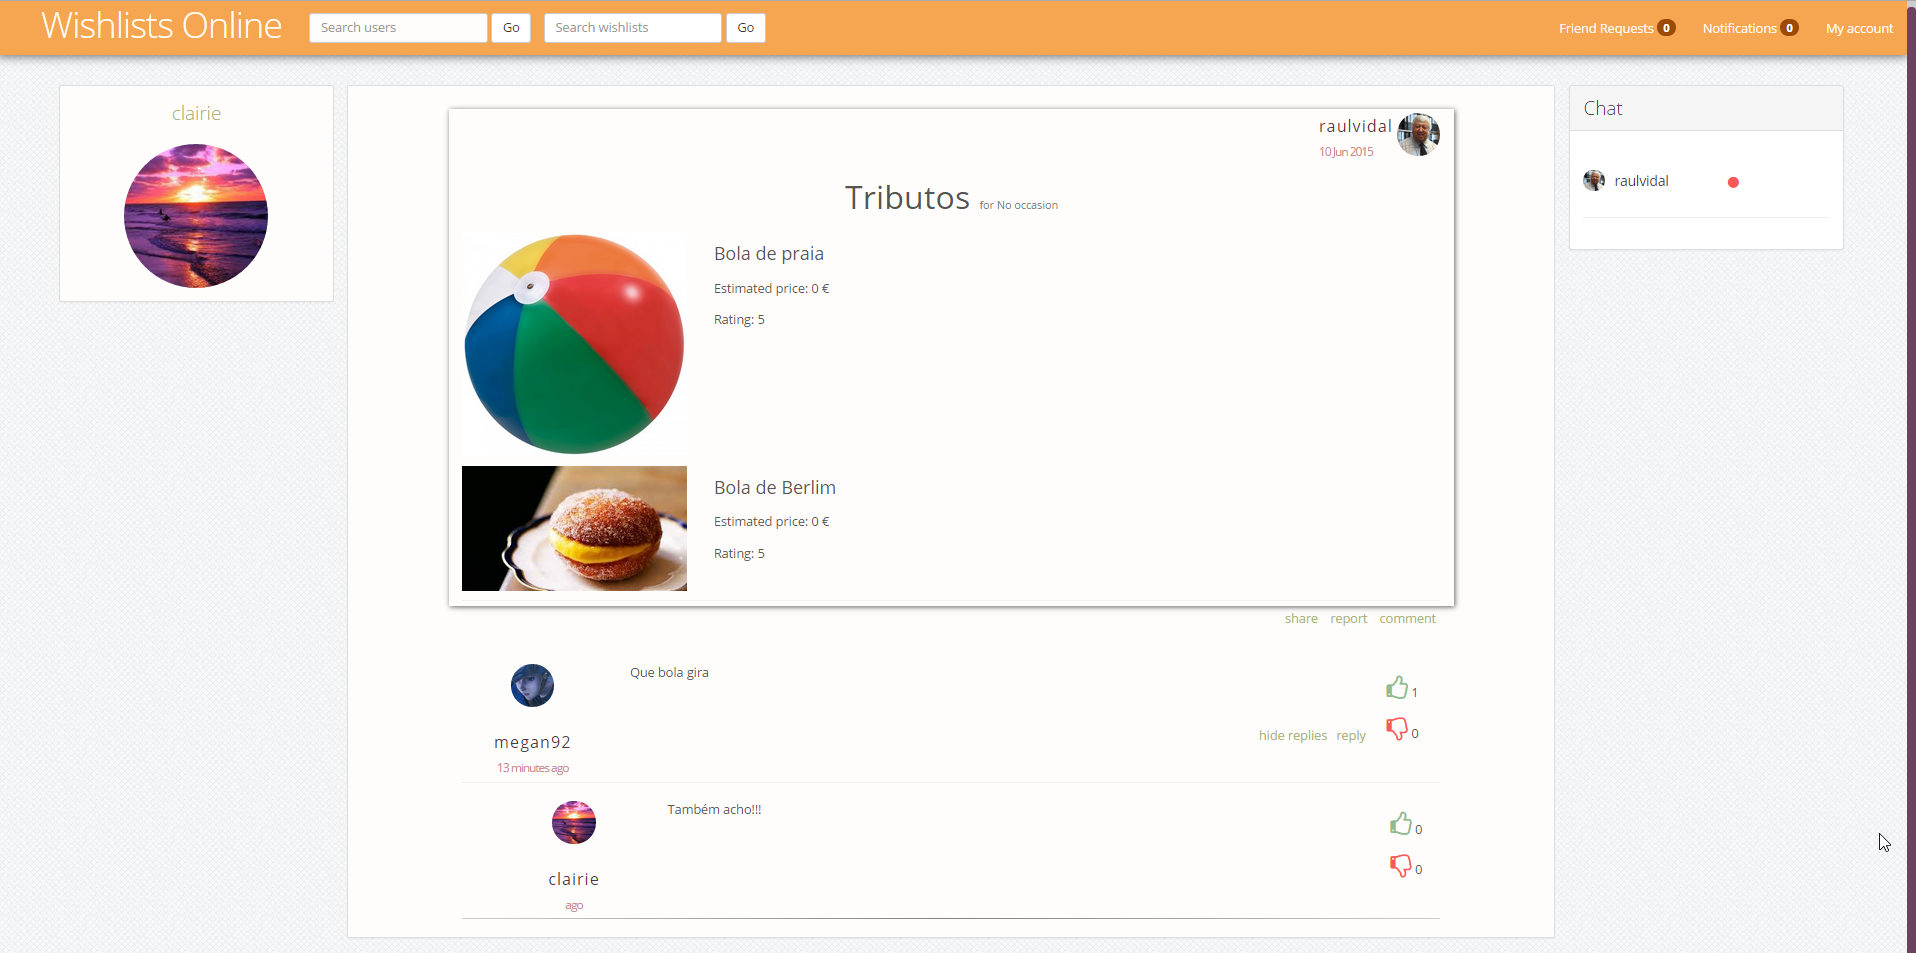 Wishlists Online
Search users
Go
Search wishlists
Go
Friend Requests 0
Notifications 0
My account
clairie
raulvidal
10 Jun 2015
Tributos for No occasion
Bola de praia
Estimated price: 0 €
Rating: 5
Bola de Berlim
Estimated price: 0 €
Rating: 5
share report comment
Que bola gira
1
0
hide replies reply
megan92
13 minutes ago
Também acho!!!
0
0
clairie
ago
Chat
raulvidal